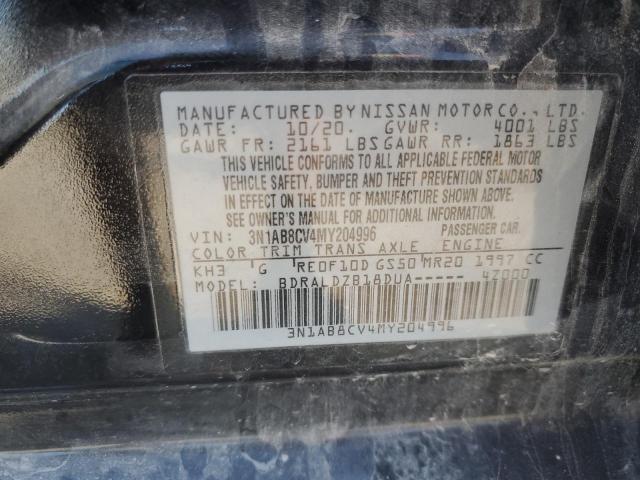 MANUFACTURED BY NISSAN MOTOR CO., LTD.
DATE: 10/20. GVWR: 4001 LBS
GAWR FR: 2161 LBS GAWR RR: 1863 LBS
THIS VEHICLE CONFORMS TO ALL APPLICABLE FEDERAL MOTOR
VEHICLE SAFETY, BUMPER AND THEFT PREVENTION STANDARDS
IN EFFECT ON THE DATE OF MANUFACTURE SHOWN ABOVE.
SEE OWNER'S MANUAL FOR ADDITIONAL INFORMATION.
VIN: 3N1AB8CV4MY204996 PASSENGER CAR.
COLOR TRIM TRANS AXLE ENGINE
KH3 G RE0F10D GS50 MR20 1997 CC
MODEL: BDRALDZB18DUA----- 4Z000
3N1AB8CV4MY204996